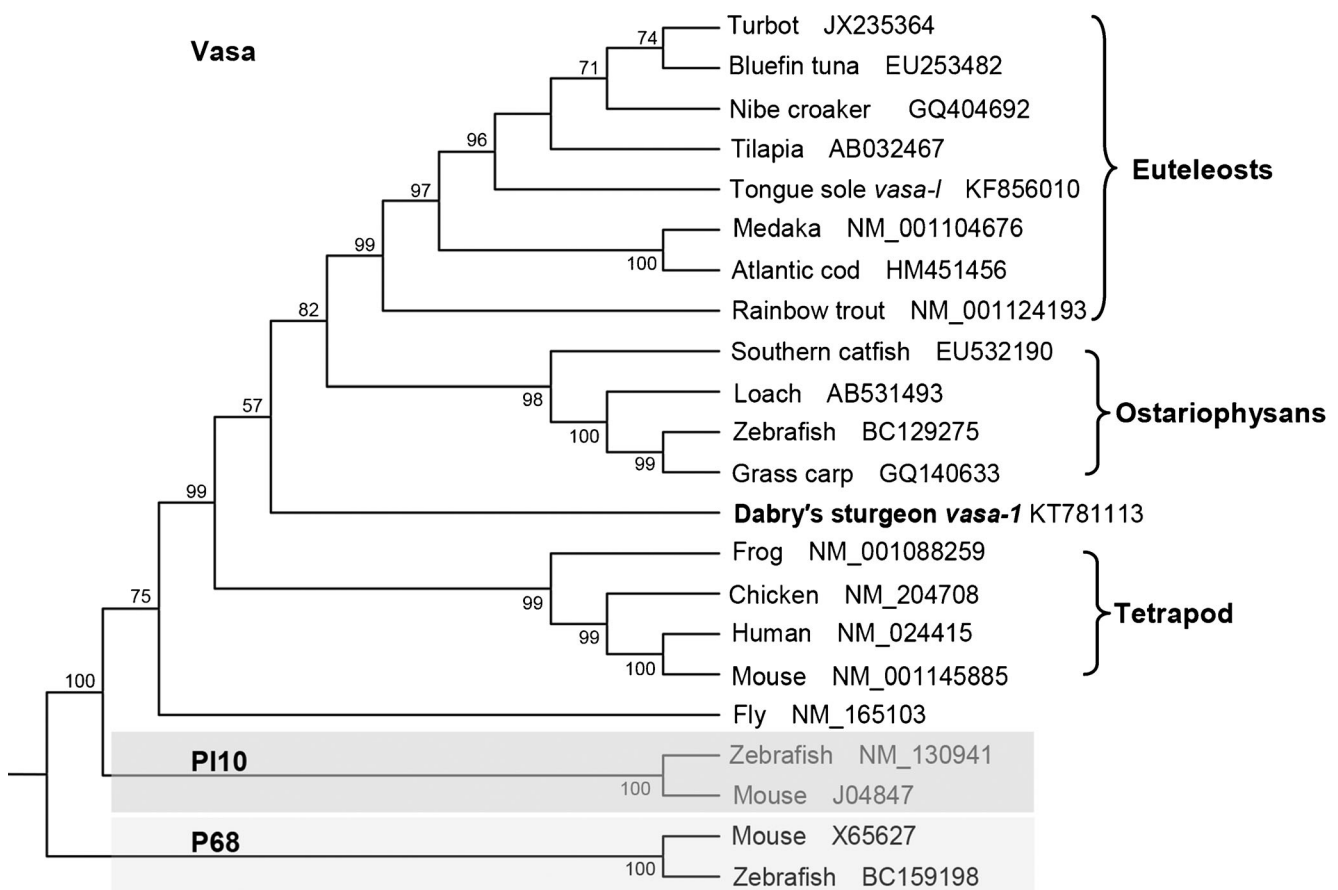 Vasa
74
Turbot JX235364
Bluefin tuna EU253482
71
Nibe croaker GQ404692
Tilapia AB032467
96
Tongue sole vasa-l KF856010
97
Medaka NM_001104676
100
Atlantic cod HM451456
99
Rainbow trout NM_001124193
Euteleosts
82
Southern catfish EU532190
98
Loach AB531493
100
Zebrafish BC129275
99
Grass carp GQ140633
Ostariophysans
57
Dabry's sturgeon vasa-1 KT781113
99
Frog NM_001088259
99
Chicken NM_204708
99
Human NM_024415
100
Mouse NM_001145885
Tetrapod
75
Fly NM_165103
100
PI10
Zebrafish NM_130941
100
Mouse J04847
P68
Mouse X65627
100
Zebrafish BC159198